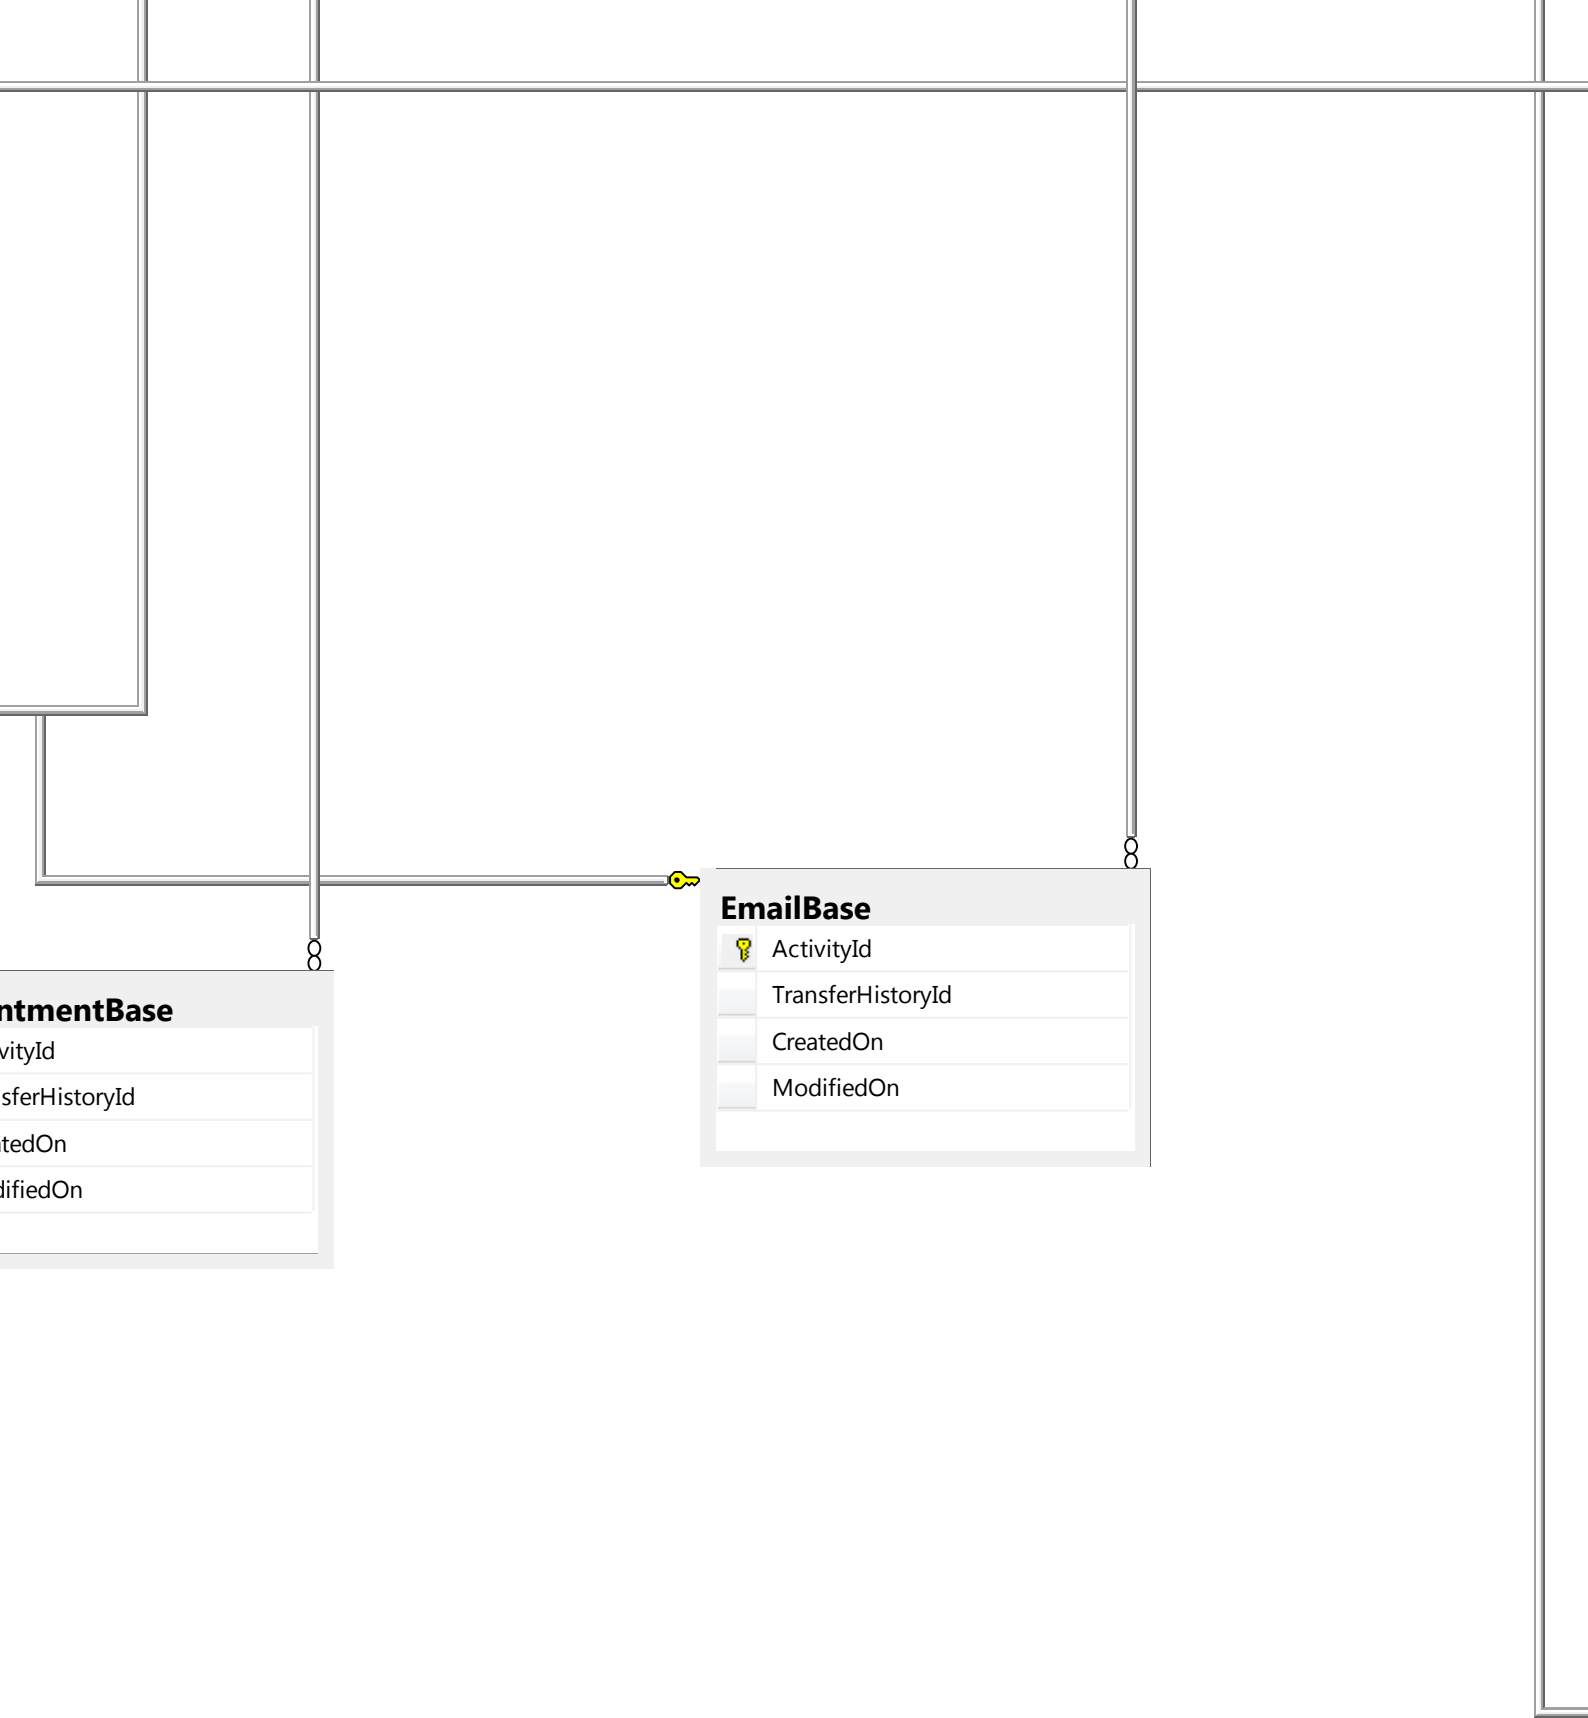 EmailBase
ActivityId
TransferHistoryId
CreatedOn
ModifiedOn
ntmentBase
vityId
sferHistoryId
tedOn
difiedOn